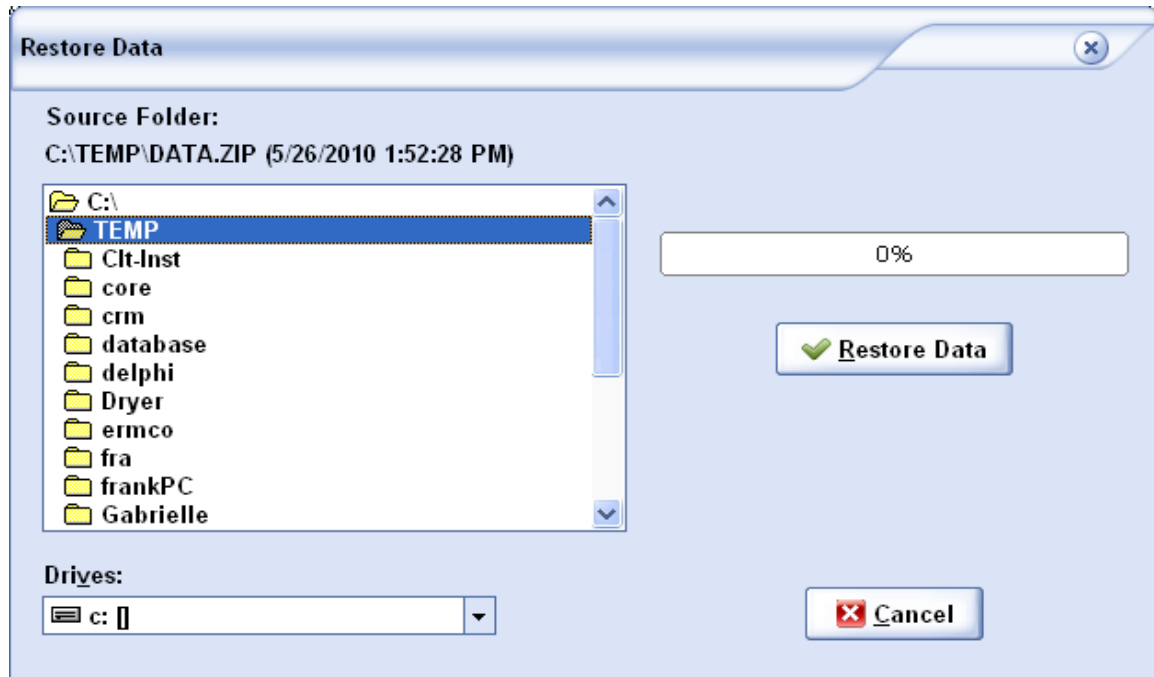 Restore Data
Source Folder:
C:\TEMP\DATA.ZIP (5/26/2010 1:52:28 PM)
C:\
TEMP
Clt-Inst
core
crm
database
delphi
Dryer
ermco
fra
frankPC
Gabrielle
0%
Restore Data
Drives:
c: []
Cancel